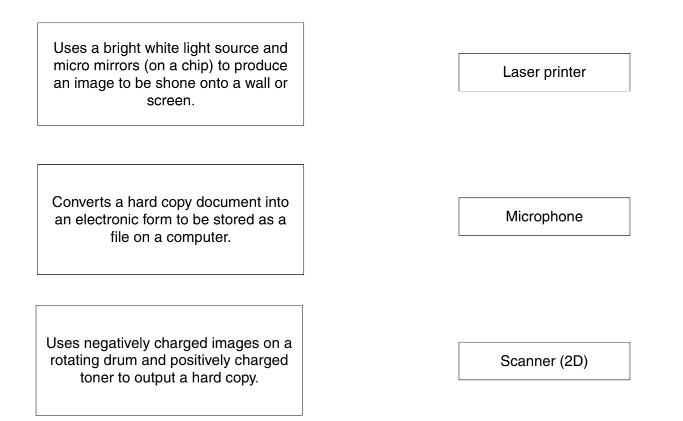 Uses a bright white light source and
micro mirrors (on a chip) to produce
an image to be shone onto a wall or
screen.
Laser printer
Converts a hard copy document into
an electronic form to be stored as a
file on a computer.
Microphone
Uses negatively charged images on a
rotating drum and positively charged
toner to output a hard copy.
Scanner (2D)